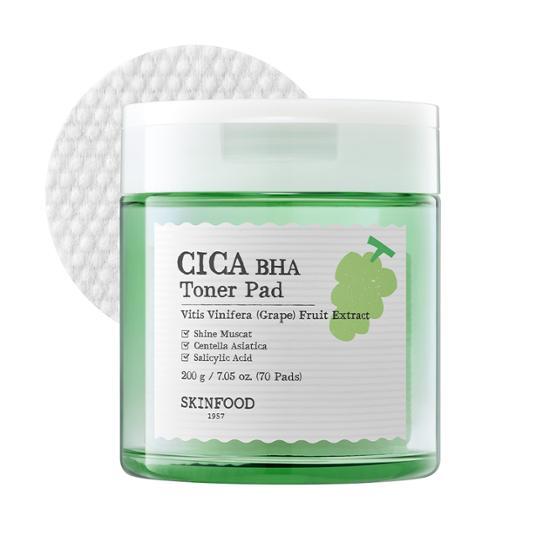 CICA BHA
Toner Pad
Vitis Vinifera (Grape) Fruit Extract
Shine Muscat
Centella Asiatica
Salicylic Acid
200 g / 7.05 oz. (70 Pads)
SKINFOOD
1957